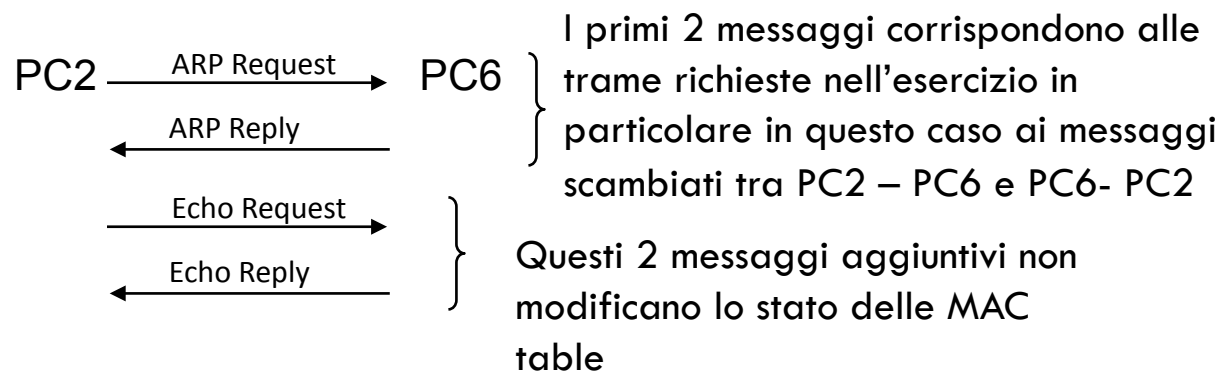 PC2
ARP Request
PC6
ARP Reply
I primi 2 messaggi corrispondono alle
trame richieste nell'esercizio in
particolare in questo caso ai messaggi
scambiati tra PC2 – PC6 e PC6- PC2
Echo Request
Echo Reply
Questi 2 messaggi aggiuntivi non
modificano lo stato delle MAC
table